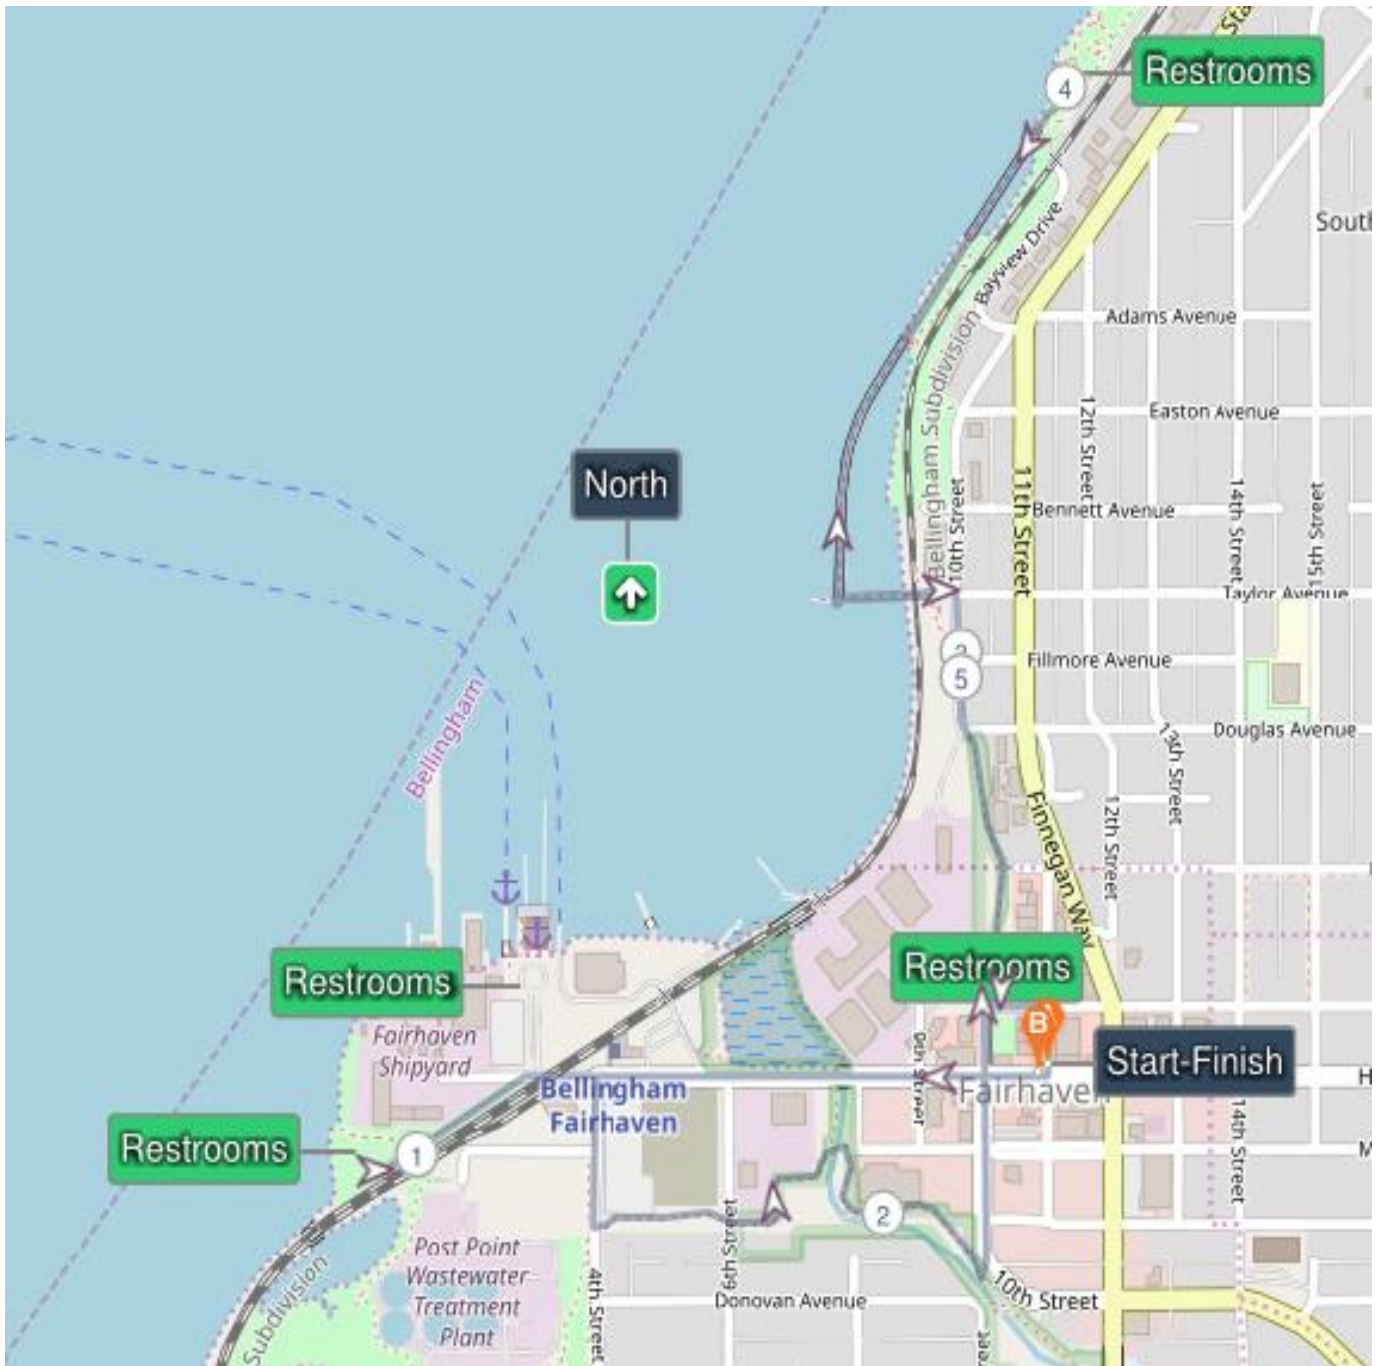 Sta
4
Restrooms
South
Bayview Drive
Adams Avenue
Bellingham Subdivision
Easton Avenue
12th Street
11th Street
North
10th Street
Bennett Avenue
14th Street
15th Street
Taylor Avenue
Fillmore Avenue
5
Bellingham
Douglas Avenue
13th Street
Finnegan Way
12th Street
Restrooms
Restrooms
B
Fairhaven
Shipyard
9th Street
Start-Finish
Bellingham
Fairhaven
Fairhaven
H
14th Street
Restrooms
1
M
2
6th Street
Post Point
Wastewater
Treatment
Plant
Subdivision
4th Street
Donovan Avenue
10th Street